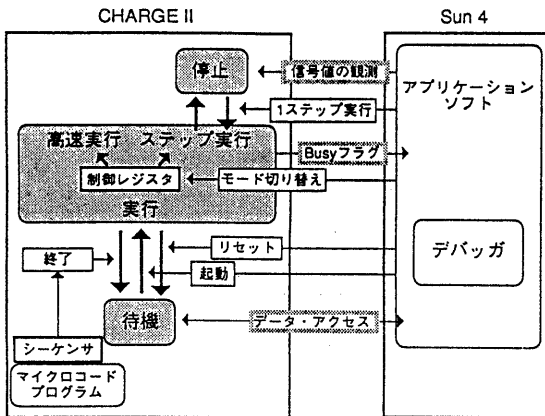 CHARGE II
Sun 4
停止
信号値の観測
アプリケーション
ソフト
1ステップ実行
高速実行 ステップ実行
Busyフラグ
制御レジスタ
モード切り替え
実行
リセット
デバッガ
終了
起動
待機
データ・アクセス
シーケンサ
マイクロコード
プログラム